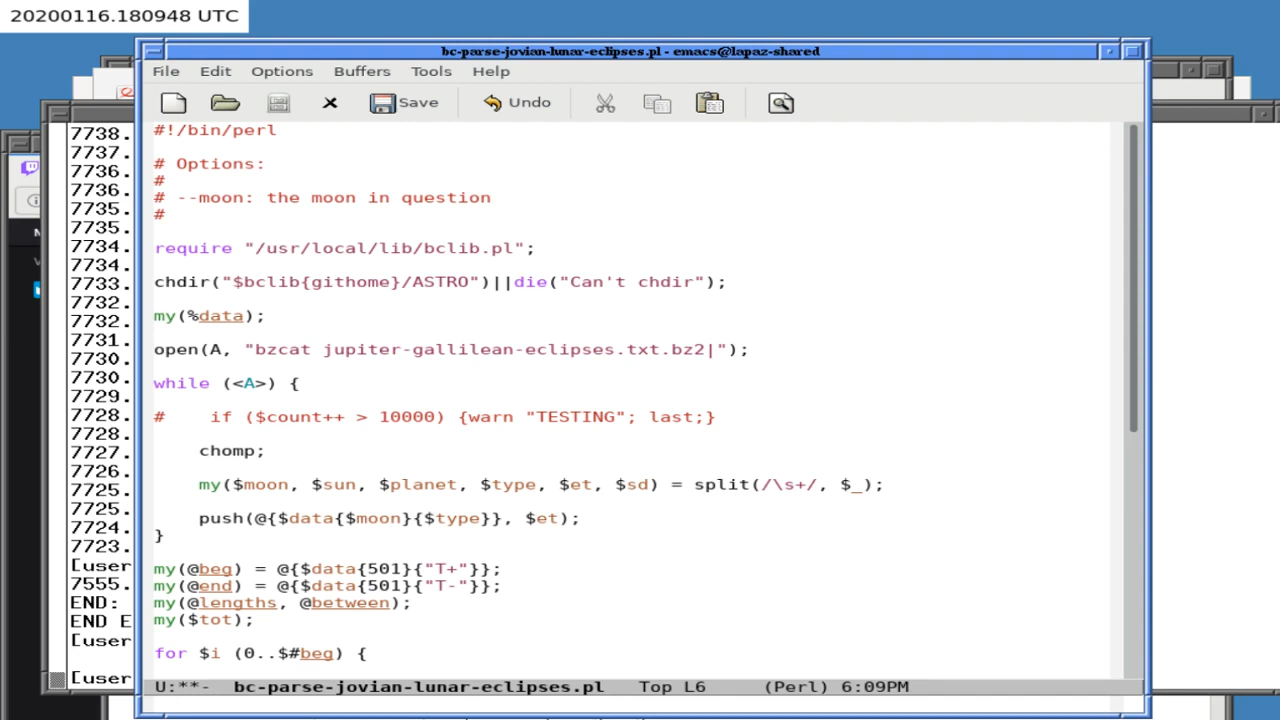 20200116.180948 UTC
bc-parse-jovian-lunar-eclipses.pl - emacs@lapaz-shared
File Edit Options Buffers Tools Help
Save Undo
#!/bin/perl
# Options:
#
# --moon: the moon in question
#
require "/usr/local/lib/bclib.pl";
chdir("$bclib{githome}/ASTRO")||die("Can't chdir");
my(%data);
open(A, "bzcat jupiter-gallilean-eclipses.txt.bz2|");
while (<A>) {
#    if ($count++ > 10000) {warn "TESTING"; last;}
    chomp;
    my($moon, $sun, $planet, $type, $et, $sd) = split(/\s+/, $_);
    push(@{$data{$moon}{$type}}, $et);
}
my(@beg) = @{$data{501}{"T+"}};
my(@end) = @{$data{501}{"T-"}};
my(@lengths, @between);
my($tot);
for $i (0..$#beg) {
U:**-  bc-parse-jovian-lunar-eclipses.pl   Top L6     (Perl) 6:09PM
7738.
7737.
7736.
7736.
7735.
7735.
7734.
7734.
7733.
7732.
7732.
7731.
7730.
7730.
7729.
7728.
7728.
7727.
7726.
7725.
7725.
7724.
7723.
[user
7555.
END:
END E
[user
[user